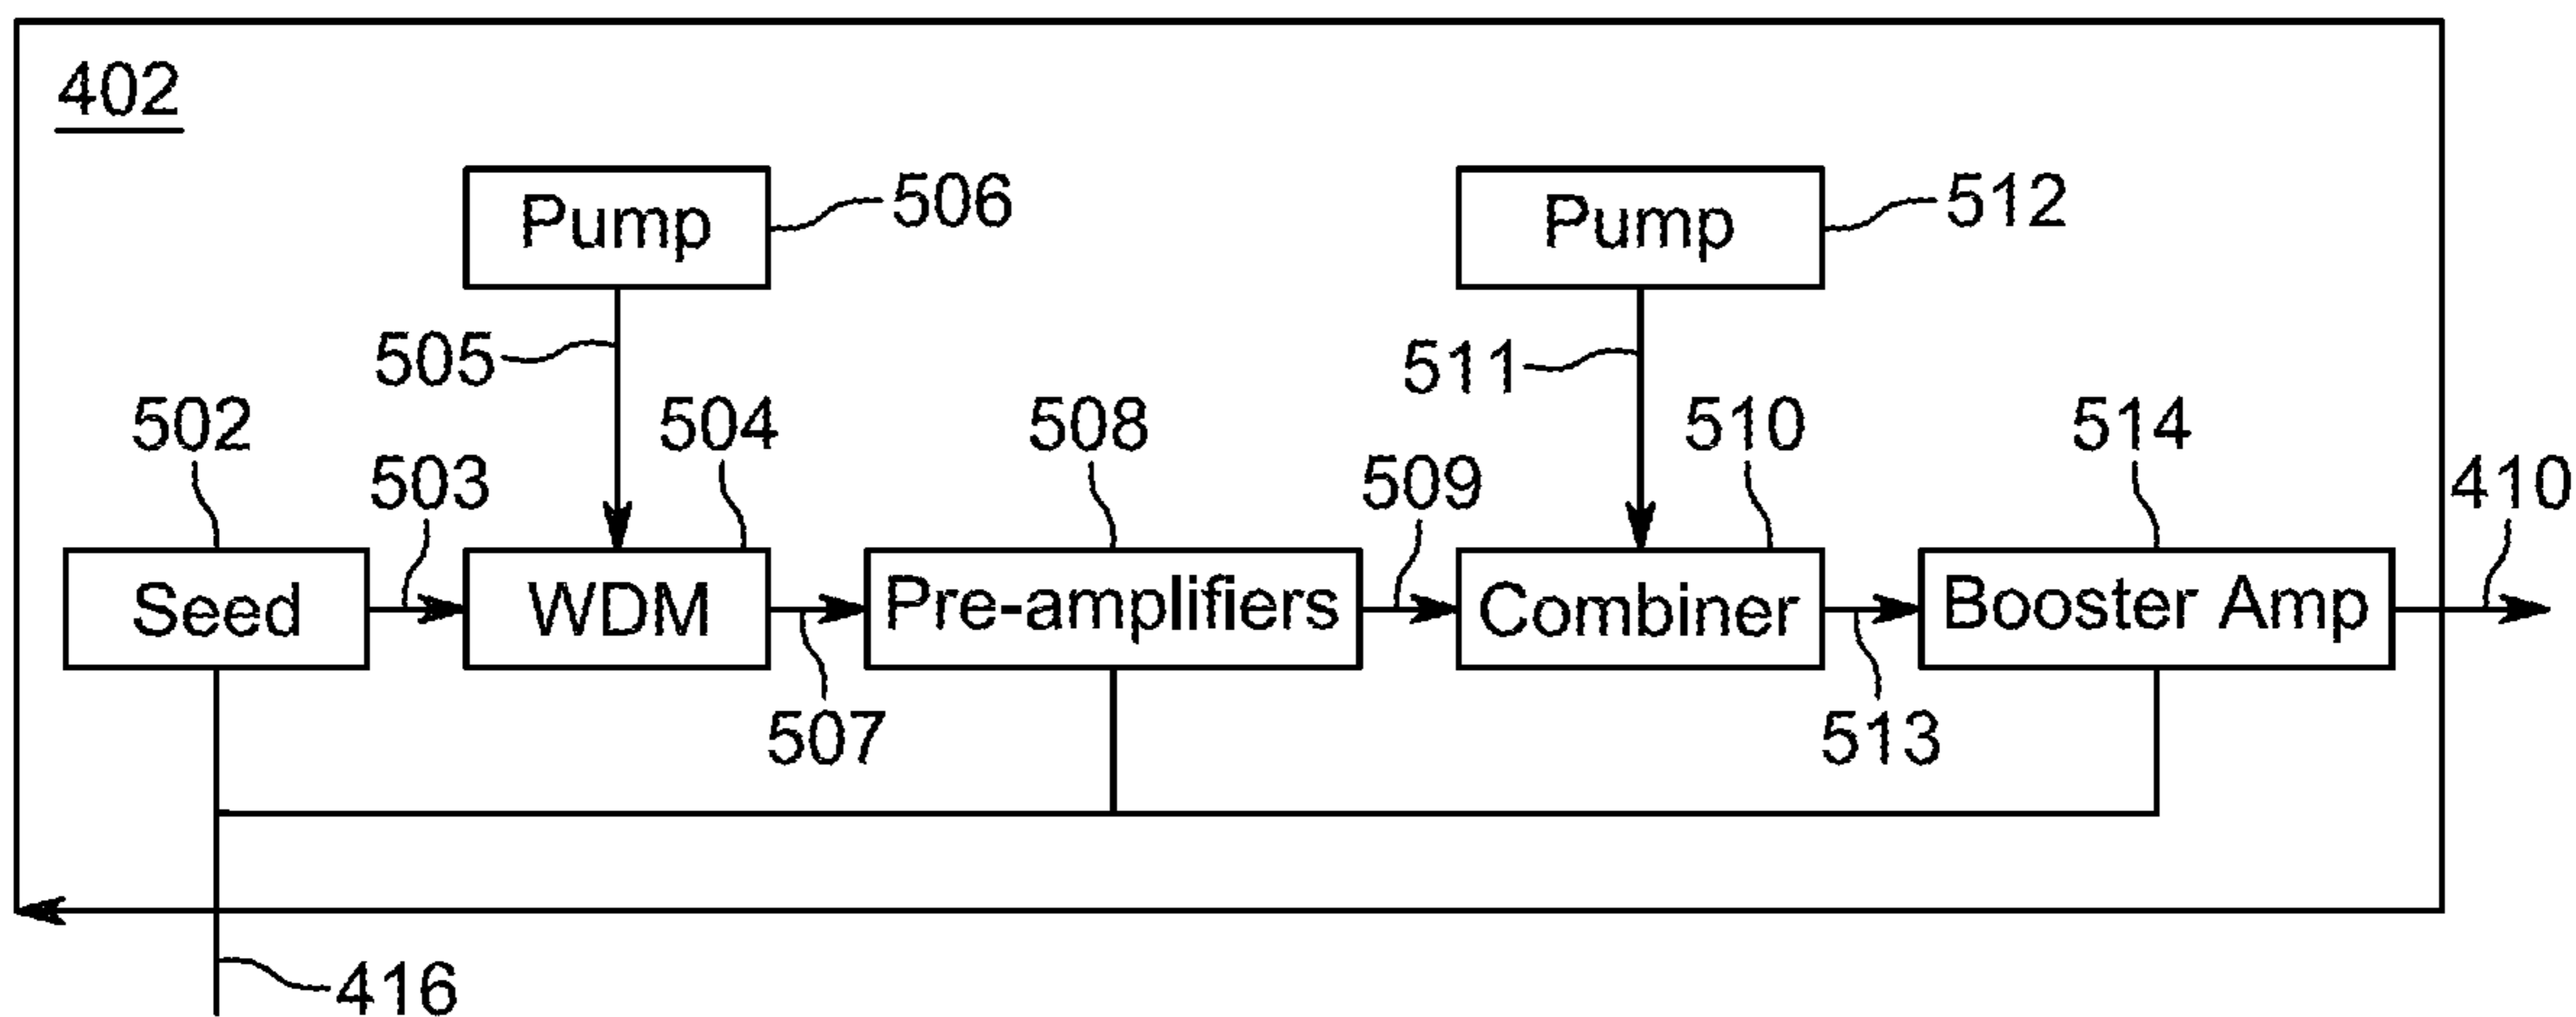 402
Pump
506
Pump
512
505
511
502
503
504
508
509
510
514
410
Seed
WDM
Pre-amplifiers
Combiner
Booster Amp
507
513
416